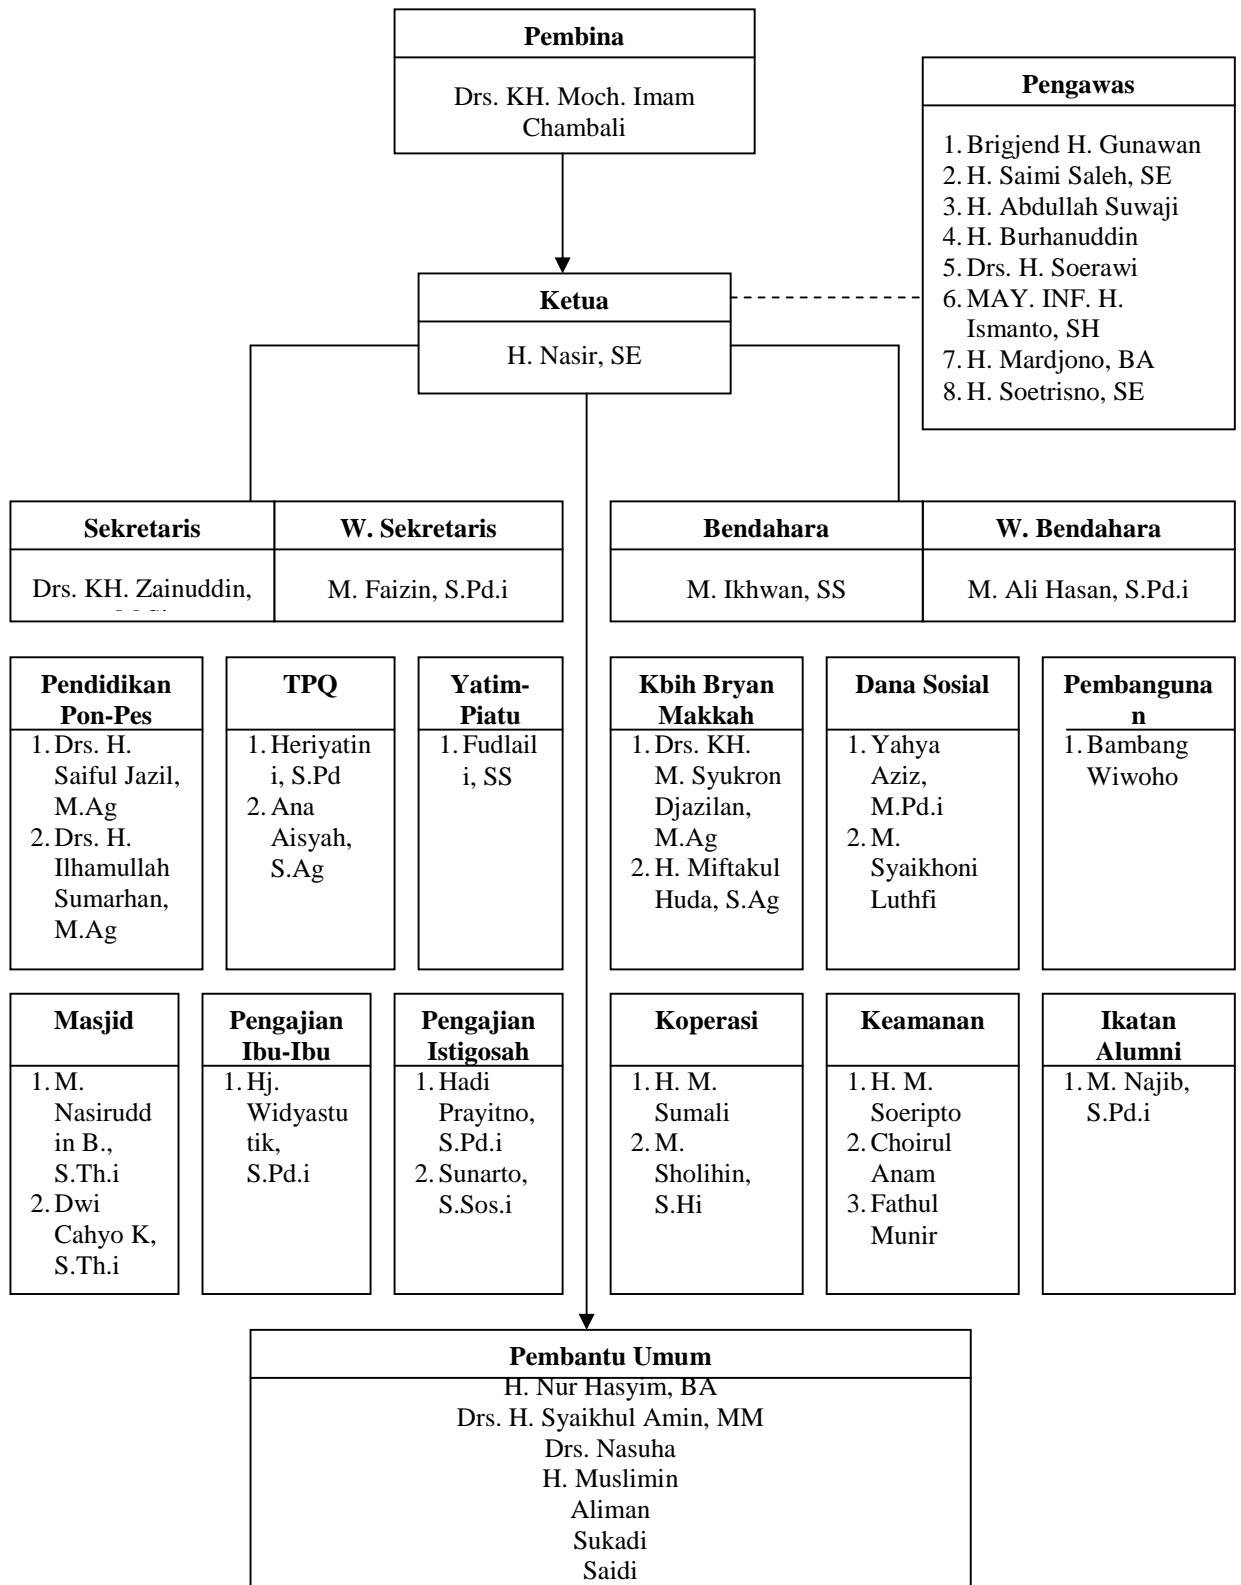 Pembina
Drs. KH. Moch. Imam
Chambali
Pengawas
1. Brigjend H. Gunawan
2. H. Saimi Saleh, SE
3. H. Abdullah Suwaji
4. H. Burhanuddin
5. Drs. H. Soerawi
6. MAY. INF. H.
Ismanto, SH
7. H. Mardjono, BA
8. H. Soetrisno, SE
Ketua
H. Nasir, SE
Sekretaris
Drs. KH. Zainuddin,
W. Sekretaris
M. Faizin, S.Pd.i
Bendahara
M. Ikhwan, SS
W. Bendahara
M. Ali Hasan, S.Pd.i
Pendidikan
Pon-Pes
1. Drs. H.
Saiful Jazil,
M.Ag
2. Drs. H.
Ilhamullah
Sumarhan,
M.Ag
TPQ
1. Heriyatin
i, S.Pd
2. Ana
Aisyah,
S.Ag
Yatim-
Piatu
1. Fudlail
i, SS
Kbih Bryan
Makkah
1. Drs. KH.
M. Syukron
Djazilan,
M.Ag
2. H. Miftakul
Huda, S.Ag
Dana Sosial
1. Yahya
Aziz,
M.Pd.i
2. M.
Syaikhoni
Luthfi
Pembanguna
n
1. Bambang
Wiwoho
Masjid
1. M.
Nasirudd
in B.,
S.Th.i
2. Dwi
Cahyo K,
S.Th.i
Pengajian
Ibu-Ibu
1. Hj.
Widyastu
tik,
S.Pd.i
Pengajian
Istigosah
1. Hadi
Prayitno,
S.Pd.i
2. Sunarto,
S.Sos.i
Koperasi
1. H. M.
Sumali
2. M.
Sholihin,
S.Hi
Keamanan
1. H. M.
Soeripto
2. Choirul
Anam
3. Fathul
Munir
Ikatan
Alumni
1. M. Najib,
S.Pd.i
Pembantu Umum
H. Nur Hasyim, BA
Drs. H. Syaikhul Amin, MM
Drs. Nasuha
H. Muslimin
Aliman
Sukadi
Saidi